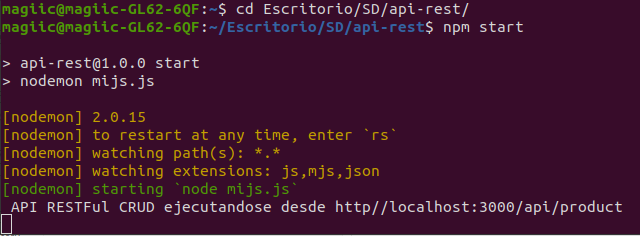 magiic@magiic-GL62-6QF:~$ cd Escritorio/SD/api-rest/
magiic@magiic-GL62-6QF:~/Escritorio/SD/api-rest$ npm start
> api-rest@1.0.0 start
> nodemon mijs.js
[nodemon] 2.0.15
[nodemon] to restart at any time, enter `rs`
[nodemon] watching path(s): *.*
[nodemon] watching extensions: js,mjs,json
[nodemon] starting `node mijs.js`
API RESTFul CRUD ejecutandose desde http//localhost:3000/api/product